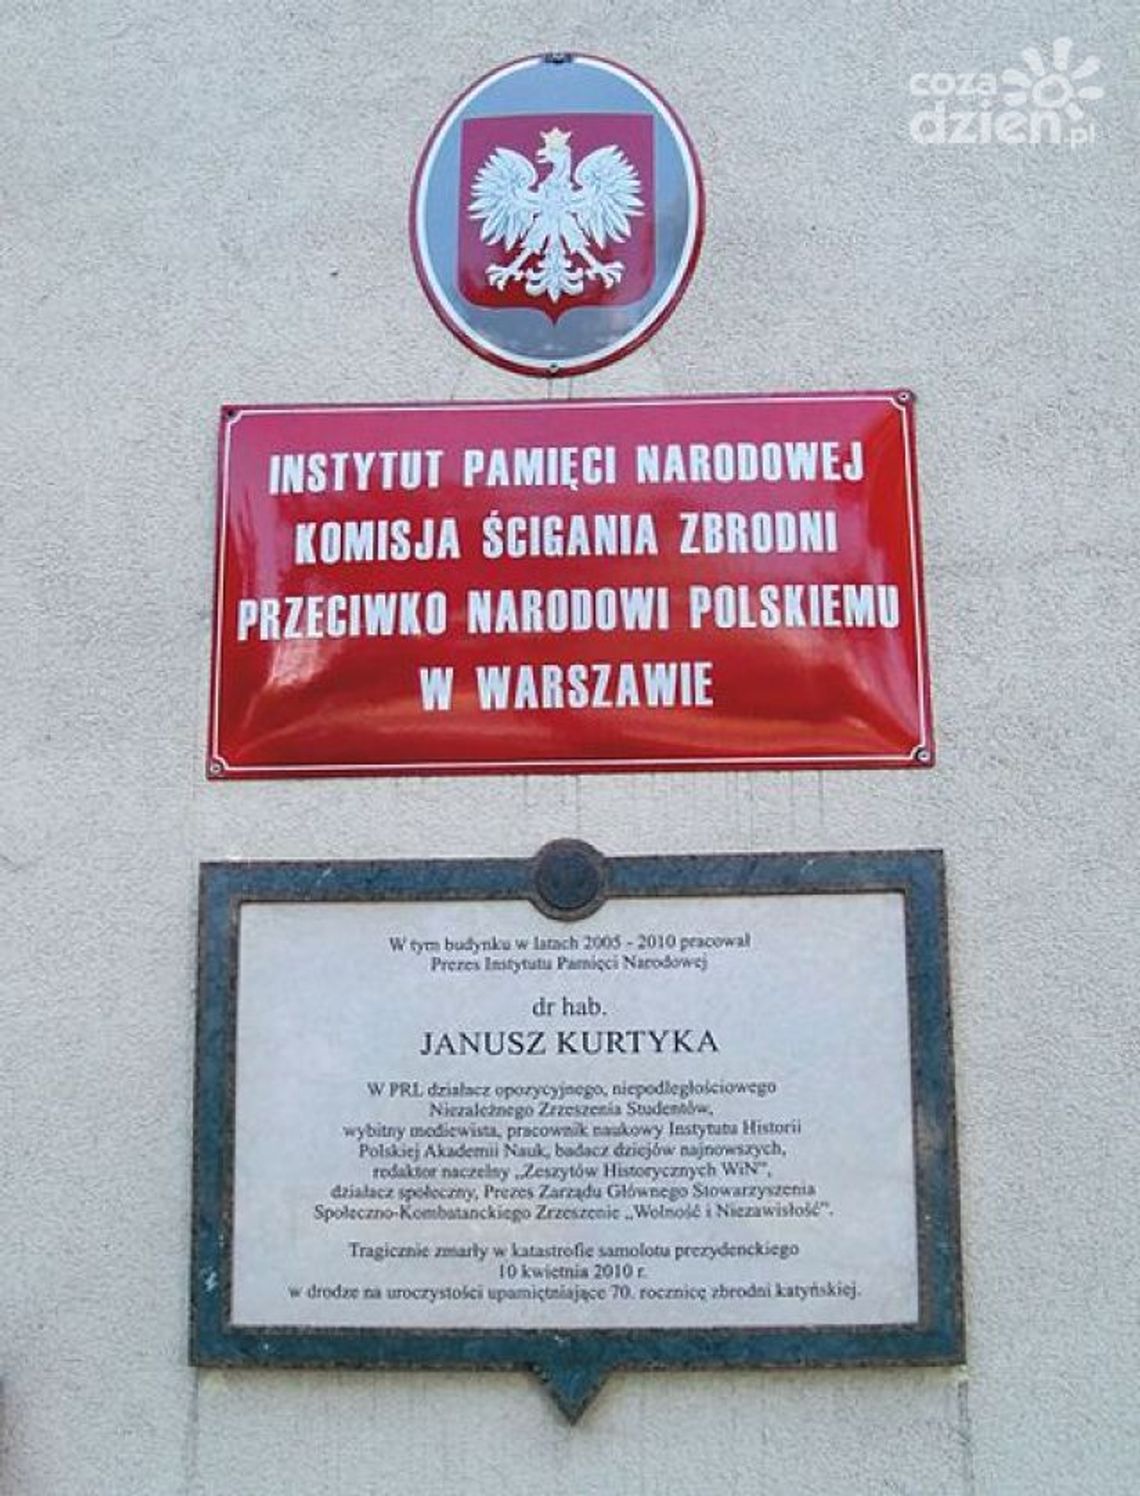 coza
dzień.pl
INSTYTUT PAMIĘCI NARODOWEJ
KOMISJA ŚCIGANIA ZBRODNI
PRZECIWKO NARODOWI POLSKIEMU
W WARSZAWIE
W tym budynku w latach 2005 - 2010 pracował
Prezes Instytutu Pamięci Narodowej
dr hab.
JANUSZ KURTYKA
W PRL działacz opozycyjnego, niepodległościowego
Niezależnego Zrzeszenia Studentów,
wybitny mediewista, pracownik naukowy Instytutu Historii
Polskiej Akademii Nauk, badacz dziejów najnowszych,
redaktor naczelny „Zeszytów Historycznych WiN”,
działacz społeczny, Prezes Zarządu Głównego Stowarzyszenia
Społeczno-Kombatanckiego Zrzeszenie „Wolność i Niezawisłość”.
Tragicznie zmarły w katastrofie samolotu prezydenckiego
10 kwietnia 2010 r.
w drodze na uroczystości upamiętniające 70. rocznicę zbrodni katyńskiej.